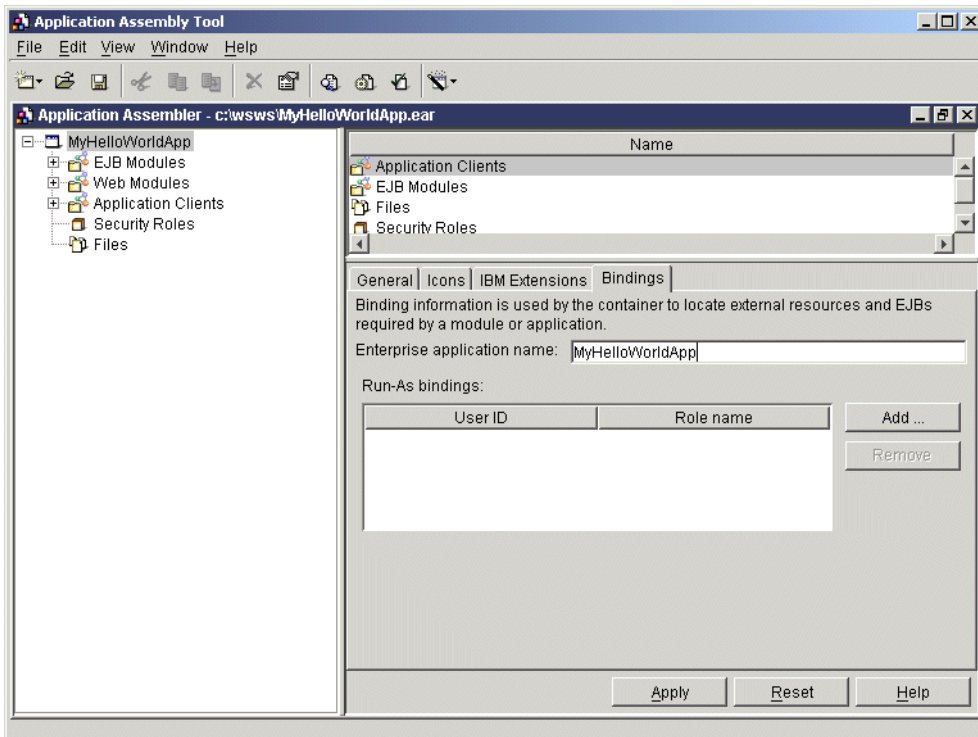 Application Assembly Tool
File Edit View Window Help
Application Assembler - c:\wsws\MyHelloWorldApp.ear
MyHelloWorldApp
EJB Modules
Web Modules
Application Clients
Security Roles
Files
Name
Application Clients
EJB Modules
Files
Security Roles
General Icons IBM Extensions Bindings
Binding information is used by the container to locate external resources and EJBs
required by a module or application.
Enterprise application name: MyHelloWorldApp
Run-As bindings:
User ID Role name
Add ...
Remove
Apply Reset Help